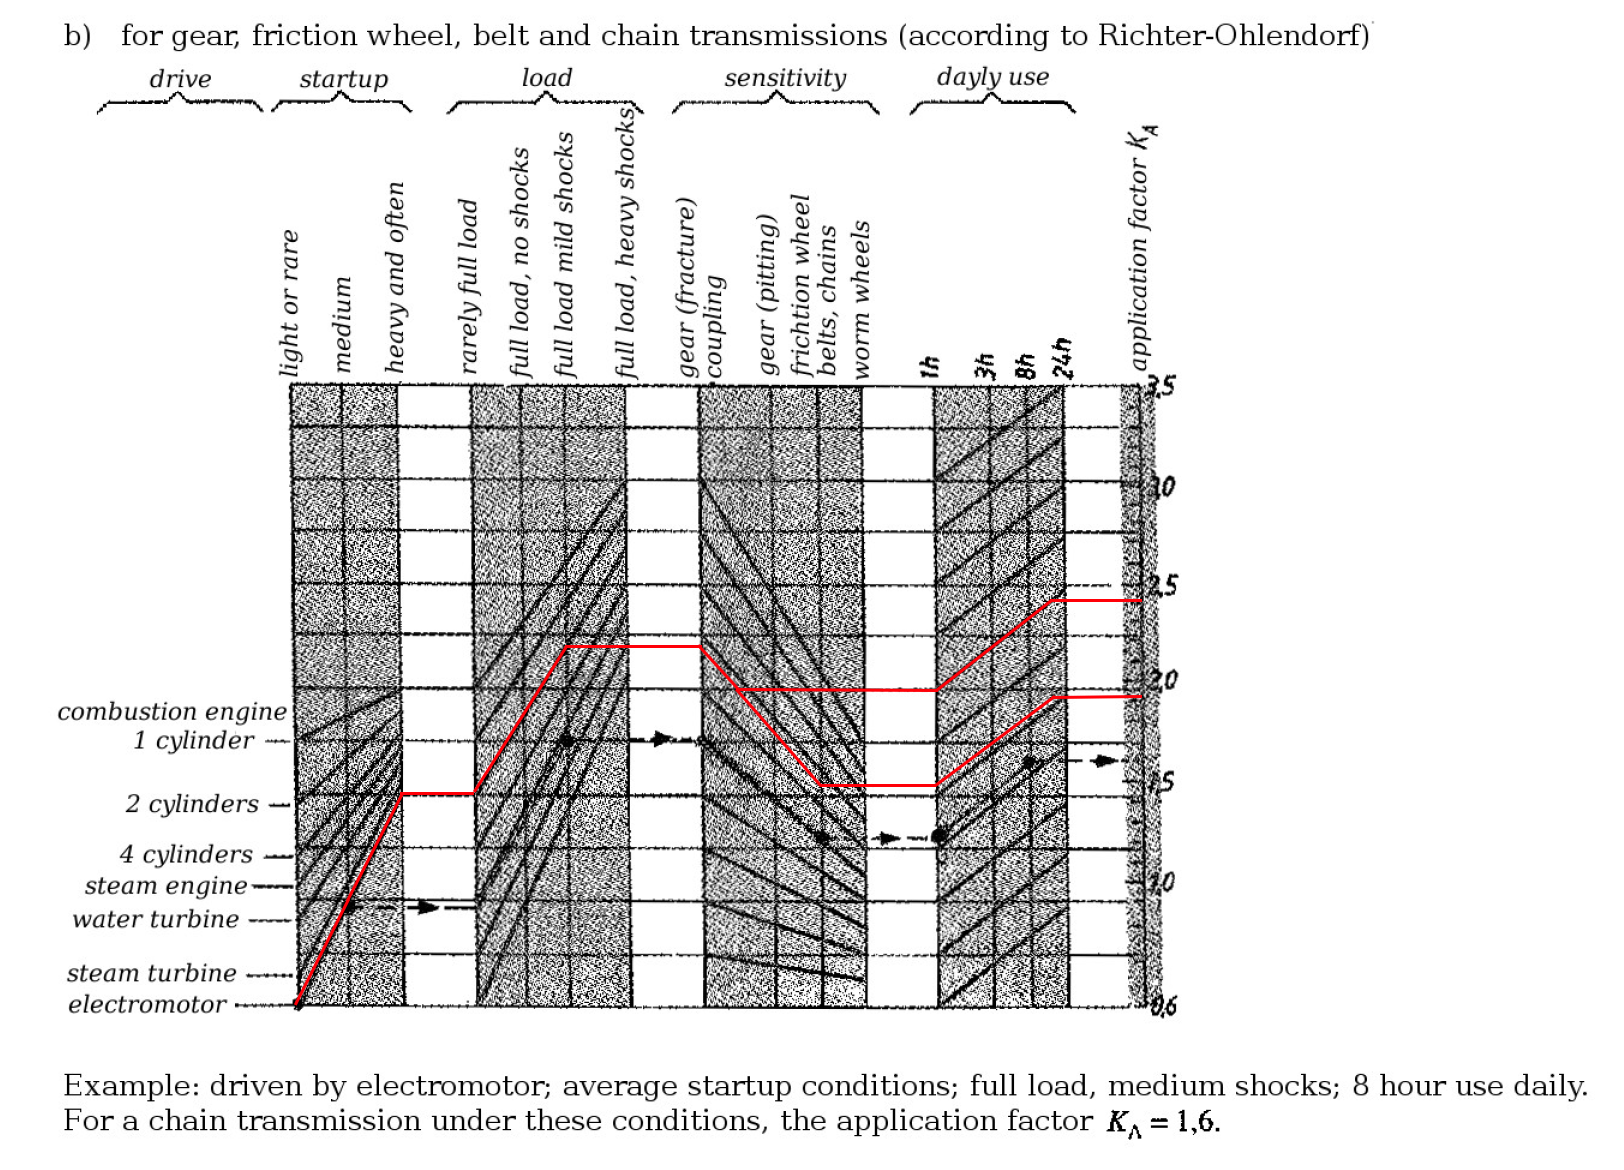 b) for gear, friction wheel, belt and chain transmissions (according to Richter-Ohlendorf)
drive
startup
load
sensitivity
dayly use
light or rare
medium
heavy and often
rarely full load
full load, no shocks
full load mild shocks
full load, heavy shocks
gear (fracture)
coupling
gear (pitting)
frichtion wheel
belts, chains
worm wheels
1h
3h
8h
24h
application factor KA
3,5
3,0
2,5
2,0
1,5
1,0
0,6
combustion engine
1 cylinder
2 cylinders
4 cylinders
steam engine
water turbine
steam turbine
electromotor
Example: driven by electromotor; average startup conditions; full load, medium shocks; 8 hour use daily.
For a chain transmission under these conditions, the application factor KA = 1,6.